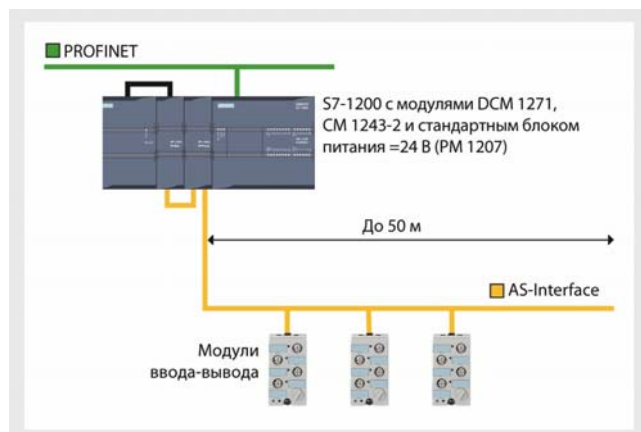 PROFINET
S7-1200 с модулями DCM 1271,
CM 1243-2 и стандартным блоком
питания =24 В (PM 1207)
До 50 м
AS-Interface
Модули
ввода-вывода